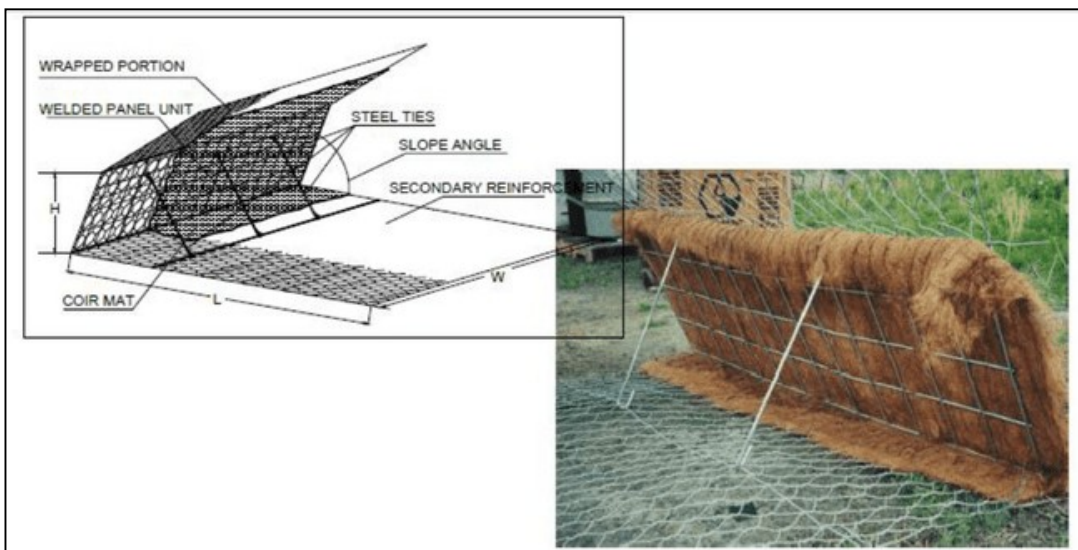 WRAPPED PORTION
WELDED PANEL UNIT
STEEL TIES
SLOPE ANGLE
SECONDARY REINFORCEMENT
H
W
L
COIR MAT